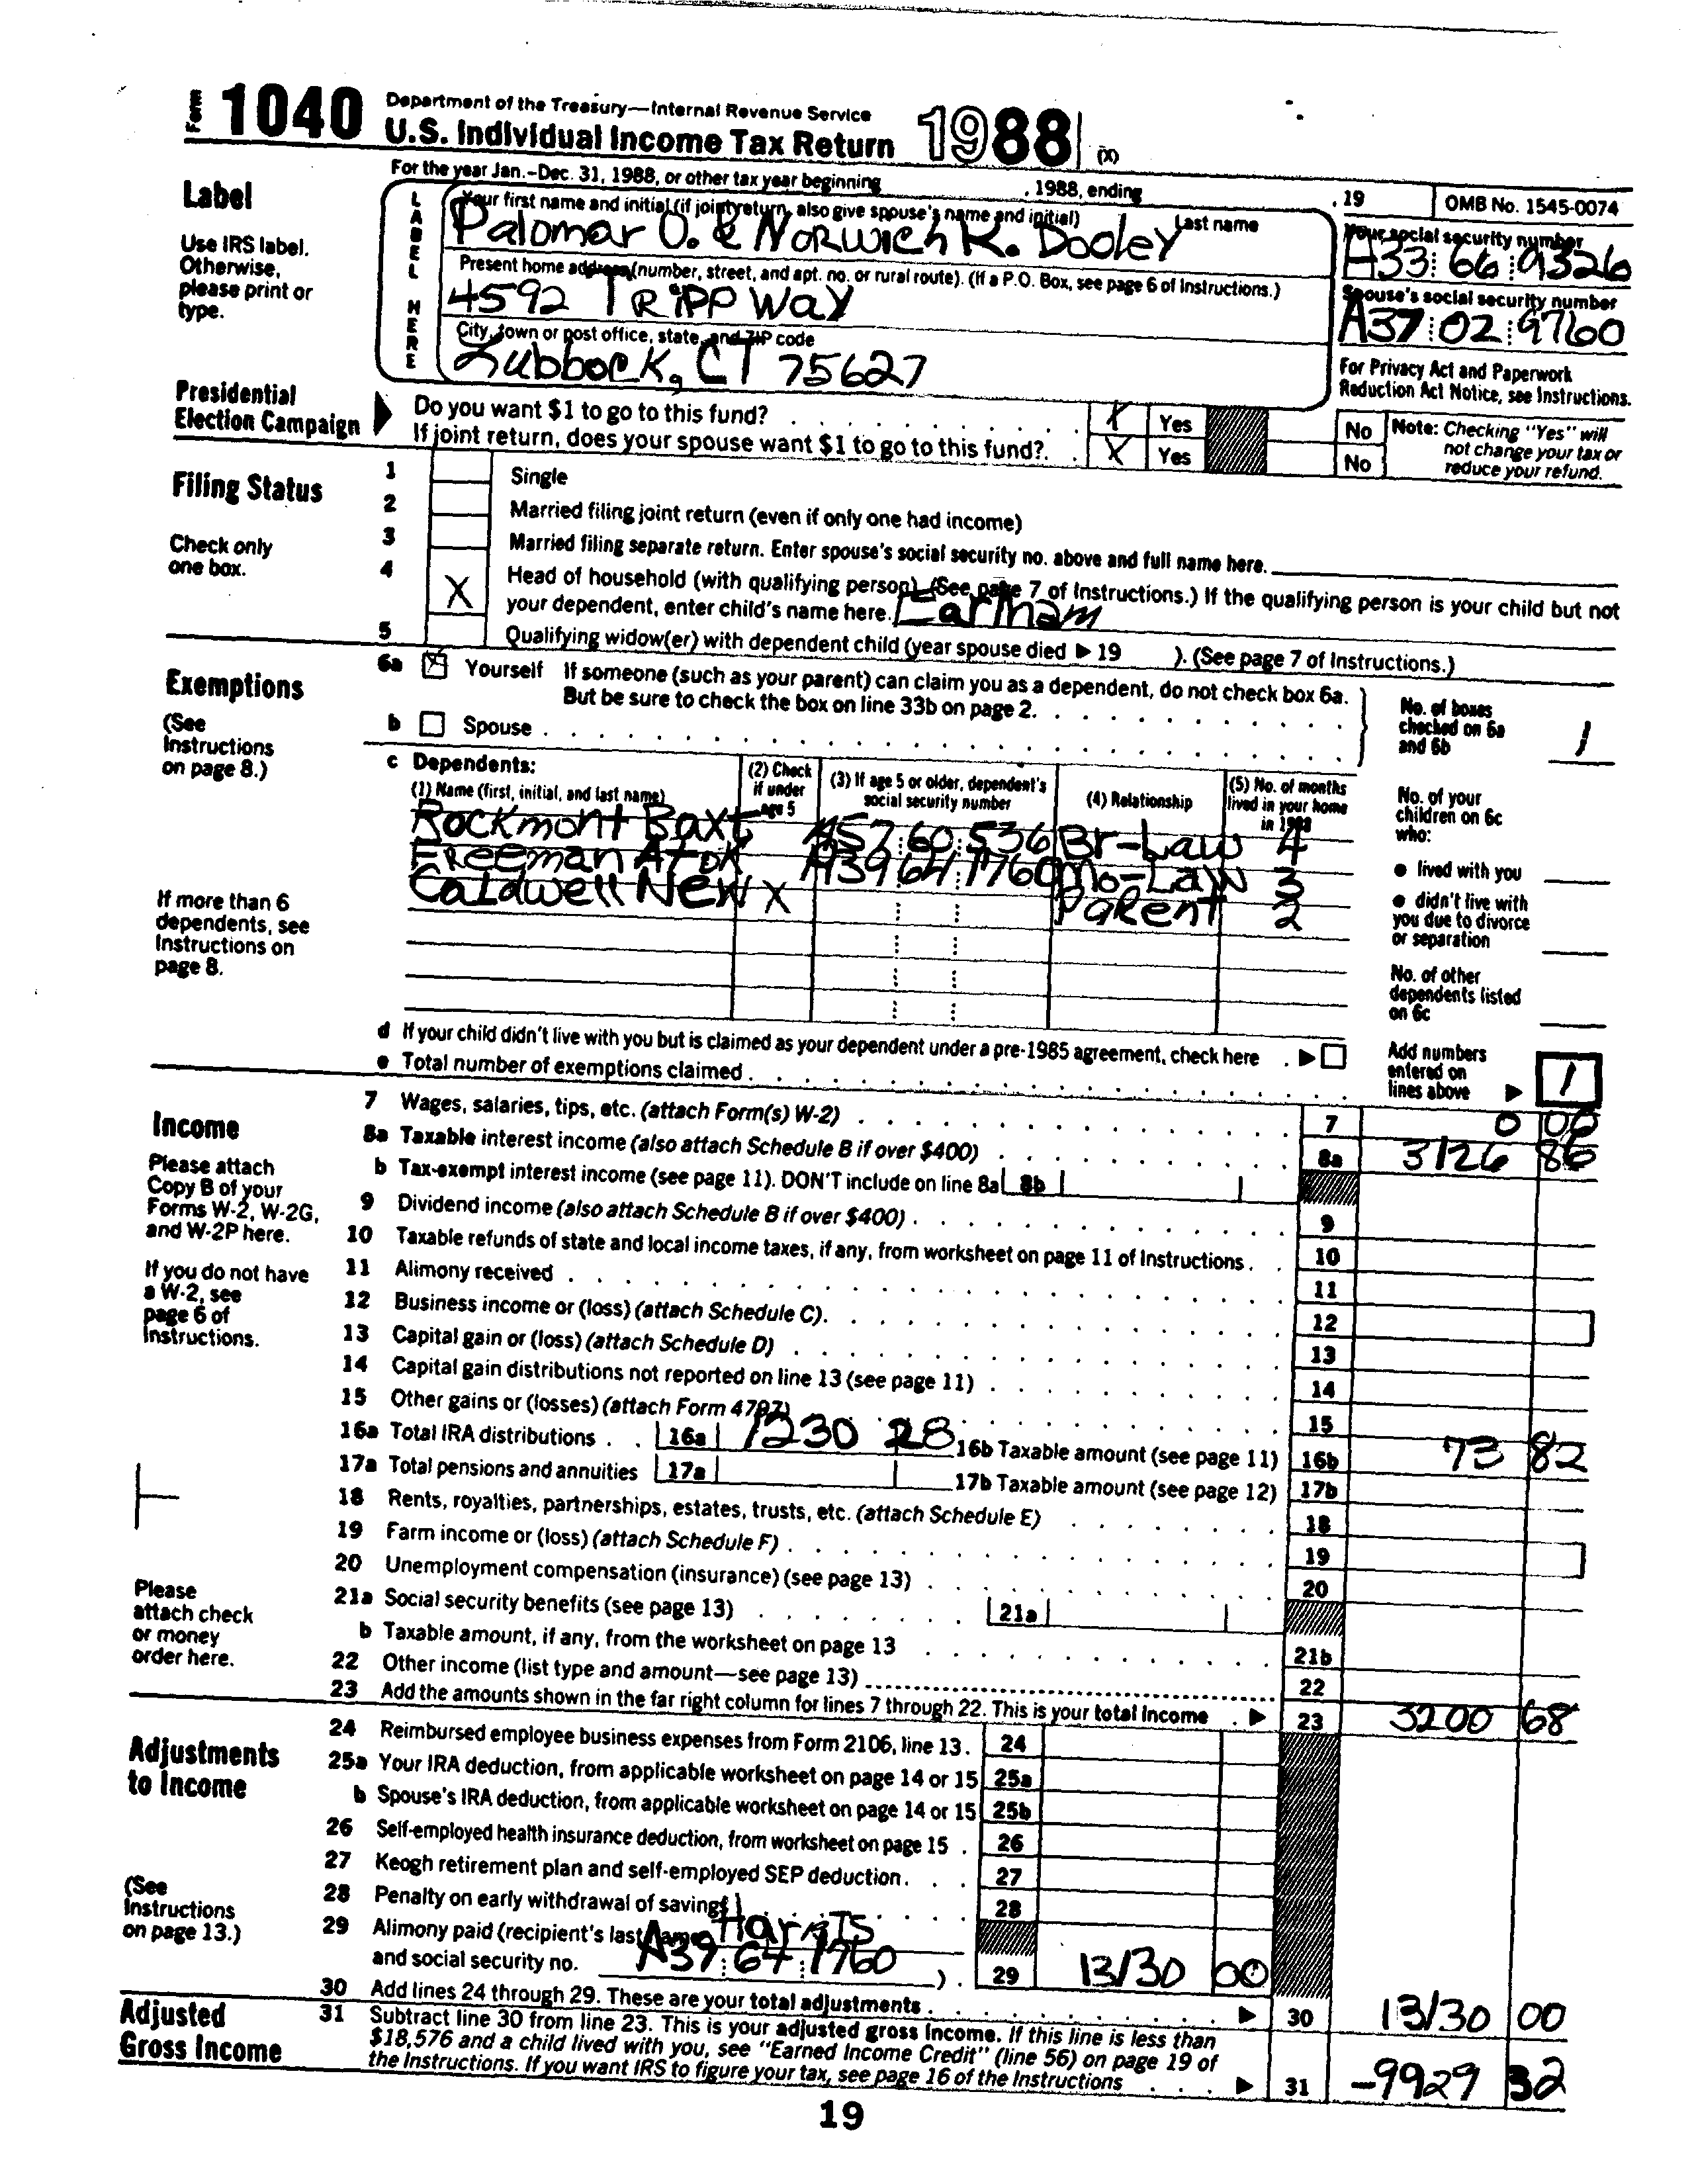 Form 1040 Department of the Treasury—Internal Revenue Service
U.S. Individual Income Tax Return 1988 (X)
For the year Jan.-Dec. 31, 1988, or other tax year beginning , 1988, ending , 19 OMB No. 1545-0074
Label
Use IRS label.
Otherwise,
please print or
type.
LABEL HERE
Your first name and initial (if joint return, also give spouse's name and initial) Last name
Palomar O. & Norwich K. Dooley
Your social security number
A33 66 9326
Present home address (number, street, and apt. no. or rural route). (If a P.O. Box, see page 6 of Instructions.)
4592 Tripp Way
Spouse's social security number
A37 02 9760
City, town or post office, state, and ZIP code
Lubbock, CT 75627
For Privacy Act and Paperwork
Reduction Act Notice, see Instructions.
Presidential
Election Campaign
Do you want $1 to go to this fund? X Yes No
If joint return, does your spouse want $1 to go to this fund? X Yes No
Note: Checking "Yes" will
not change your tax or
reduce your refund.
Filing Status
Check only
one box.
1 Single
2 Married filing joint return (even if only one had income)
3 Married filing separate return. Enter spouse's social security no. above and full name here.
4 X Head of household (with qualifying person). (See page 7 of Instructions.) If the qualifying person is your child but not
your dependent, enter child's name here. Earlham
5 Qualifying widow(er) with dependent child (year spouse died ▶ 19 ). (See page 7 of Instructions.)
Exemptions
(See
Instructions
on page 8.)
6a X Yourself If someone (such as your parent) can claim you as a dependent, do not check box 6a.
But be sure to check the box on line 33b on page 2.
b Spouse
No. of boxes
checked on 6a
and 6b 1
c Dependents:
(1) Name (first, initial, and last name)
(2) Check
if under
age 5
(3) If age 5 or older, dependent's
social security number
(4) Relationship
(5) No. of months
lived in your home
in 1988
Rockmont Baxt A57 60 536 Br-Law 4
Freeman At DK A39 64 1760 Mo-Law 3
Caldwell New X Parent 2
If more than 6
dependents, see
Instructions on
page 8.
No. of your
children on 6c
who:
● lived with you
● didn't live with
you due to divorce
or separation
No. of other
dependents listed
on 6c
d If your child didn't live with you but is claimed as your dependent under a pre-1985 agreement, check here ▶
e Total number of exemptions claimed
Add numbers
entered on
lines above ▶ 1
Income
Please attach
Copy B of your
Forms W-2, W-2G,
and W-2P here.
If you do not have
a W-2, see
page 6 of
Instructions.
Please
attach check
or money
order here.
7 Wages, salaries, tips, etc. (attach Form(s) W-2) 7 0 00
8a Taxable interest income (also attach Schedule B if over $400) 8a 3126 86
b Tax-exempt interest income (see page 11). DON'T include on line 8a 8b
9 Dividend income (also attach Schedule B if over $400) 9
10 Taxable refunds of state and local income taxes, if any, from worksheet on page 11 of Instructions 10
11 Alimony received 11
12 Business income or (loss) (attach Schedule C) 12
13 Capital gain or (loss) (attach Schedule D) 13
14 Capital gain distributions not reported on line 13 (see page 11) 14
15 Other gains or (losses) (attach Form 4797) 15
16a Total IRA distributions 16a 1230 28 16b Taxable amount (see page 11) 16b 73 82
17a Total pensions and annuities 17a 17b Taxable amount (see page 12) 17b
18 Rents, royalties, partnerships, estates, trusts, etc. (attach Schedule E) 18
19 Farm income or (loss) (attach Schedule F) 19
20 Unemployment compensation (insurance) (see page 13) 20
21a Social security benefits (see page 13) 21a
b Taxable amount, if any, from the worksheet on page 13 21b
22 Other income (list type and amount—see page 13) 22
23 Add the amounts shown in the far right column for lines 7 through 22. This is your total income ▶ 23 3200 68
Adjustments
to Income
(See
Instructions
on page 13.)
24 Reimbursed employee business expenses from Form 2106, line 13. 24
25a Your IRA deduction, from applicable worksheet on page 14 or 15 25a
b Spouse's IRA deduction, from applicable worksheet on page 14 or 15 25b
26 Self-employed health insurance deduction, from worksheet on page 15 26
27 Keogh retirement plan and self-employed SEP deduction 27
28 Penalty on early withdrawal of savings 28
29 Alimony paid (recipient's last name Harris
and social security no. A39 64 1760 ) 29 13130 00
30 Add lines 24 through 29. These are your total adjustments ▶ 30 13130 00
Adjusted
Gross Income
31 Subtract line 30 from line 23. This is your adjusted gross income. If this line is less than
$18,576 and a child lived with you, see "Earned Income Credit" (line 56) on page 19 of
the Instructions. If you want IRS to figure your tax, see page 16 of the Instructions ▶ 31 -9929 32
19